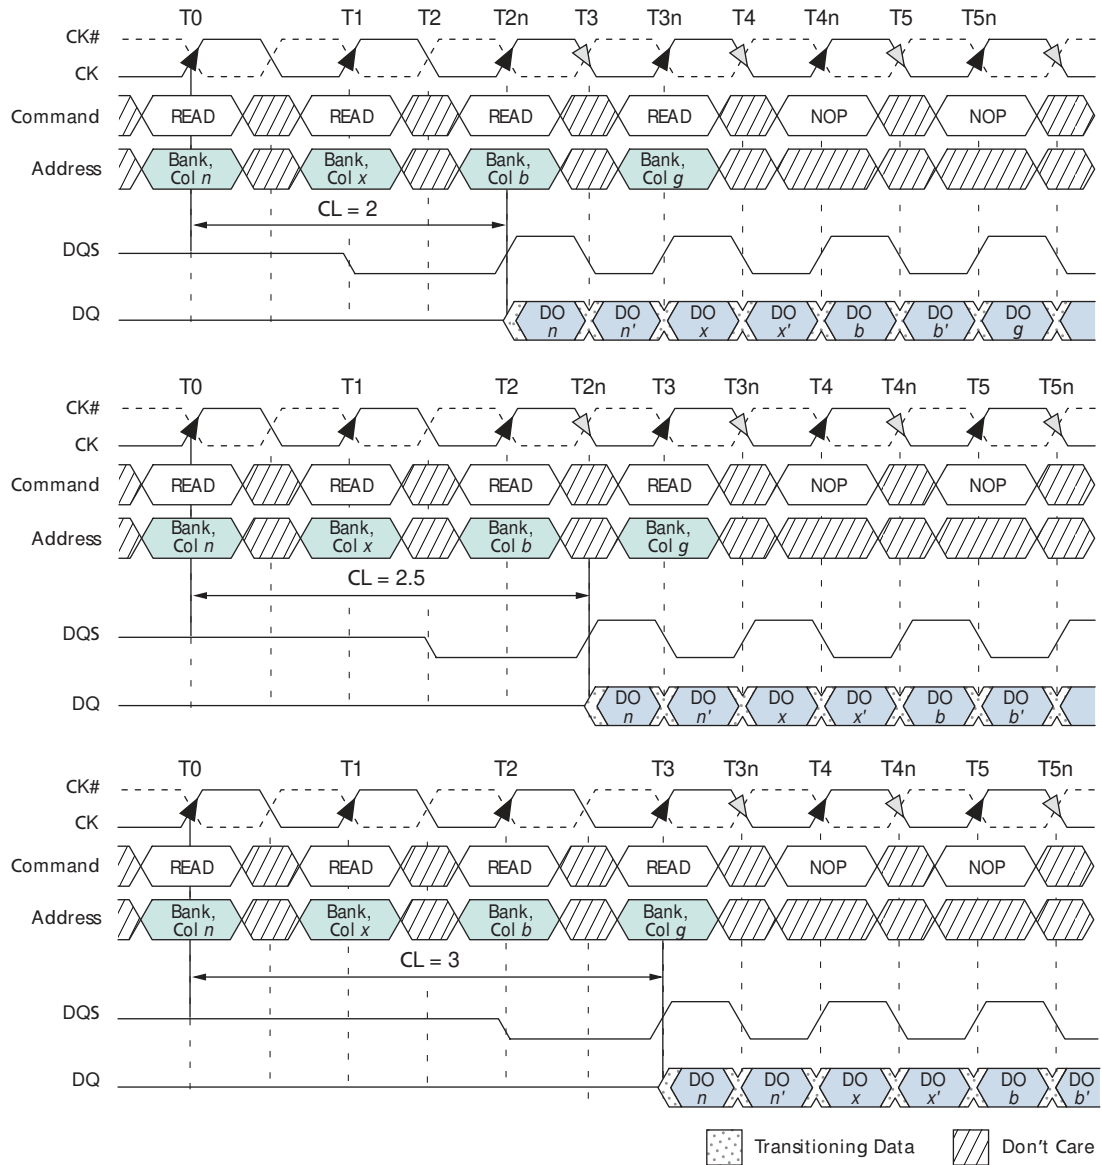 T0 T1 T2 T2n T3 T3n T4 T4n T5 T5n
CK#
CK
Command READ READ READ READ NOP NOP
Address Bank, Col n Bank, Col x Bank, Col b Bank, Col g
CL = 2
DQS
DQ DO n DO n' DO x DO x' DO b DO b' DO g
T0 T1 T2 T2n T3 T3n T4 T4n T5 T5n
CK#
CK
Command READ READ READ READ NOP NOP
Address Bank, Col n Bank, Col x Bank, Col b Bank, Col g
CL = 2.5
DQS
DQ DO n DO n' DO x DO x' DO b DO b'
T0 T1 T2 T3 T3n T4 T4n T5 T5n
CK#
CK
Command READ READ READ READ NOP NOP
Address Bank, Col n Bank, Col x Bank, Col b Bank, Col g
CL = 3
DQS
DQ DO n DO n' DO x DO x' DO b DO b'
Transitioning Data Don't Care